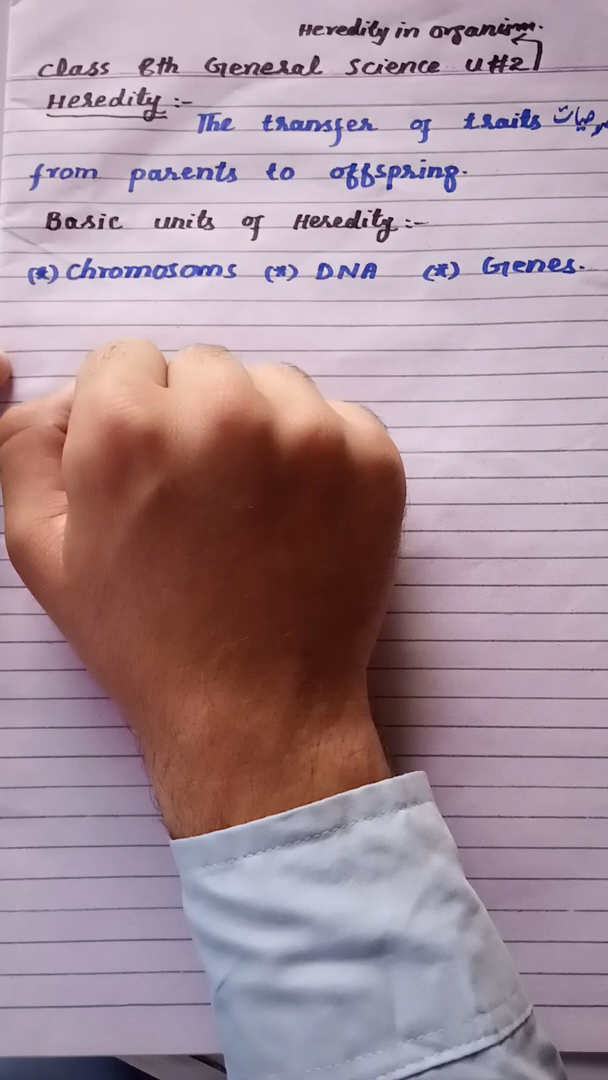 Heredity in organism.
Class 8th General Science U#2
Heredity :-
The transfer of traits
from parents to offspring.
Basic units of Heredity :-
(*) Chromosoms (*) DNA (*) Genes.